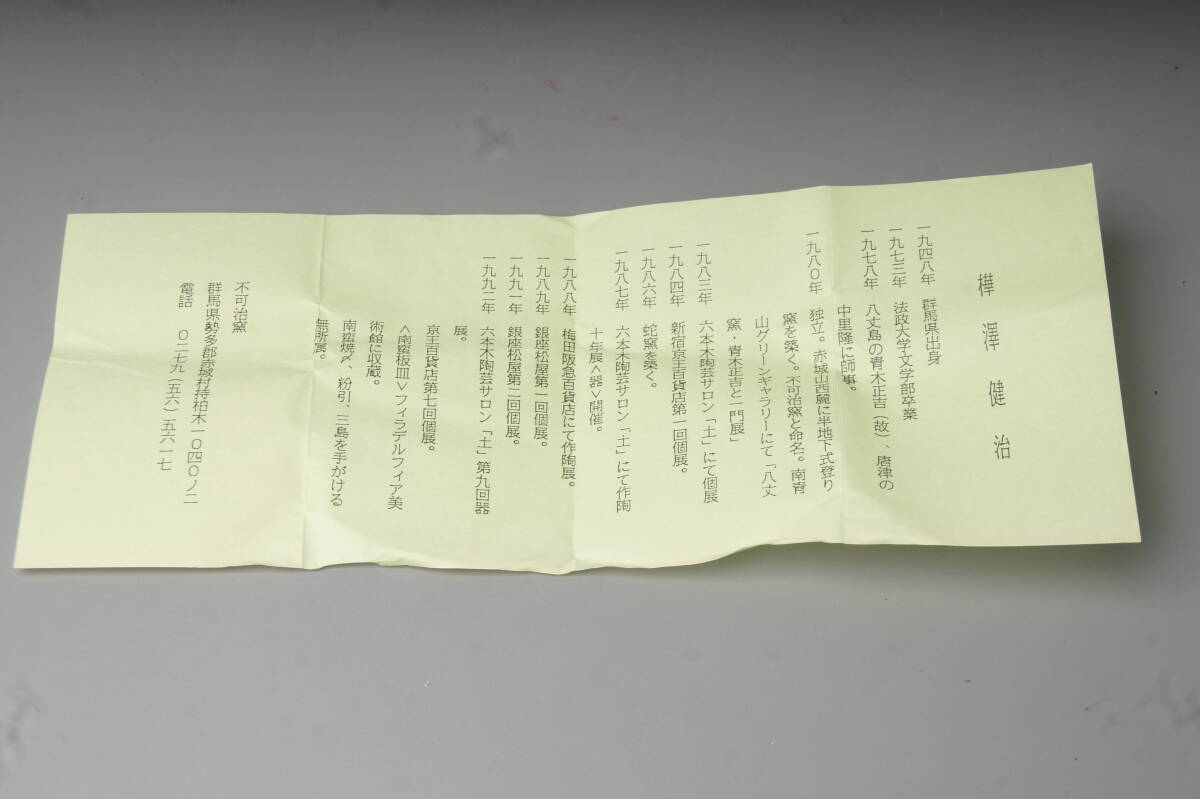 樺澤健治
一九四八年　群馬県出身
一九七三年　法政大学文学部卒業
一九七八年　八丈島の青木正吉（故）、唐津の
中里隆に師事。
一九八〇年　独立。赤城山西麓に半地下式登り
窯を築く。不可治窯と命名。南青
山グリーンギャラリーにて「八丈
窯・青木正吉と一門展」
一九八三年　六本木陶芸サロン「土」にて個展
一九八四年　新宿京王百貨店第一回個展。
一九八六年　蛇窯を築く。
一九八七年　六本木陶芸サロン「土」にて作陶
十年展＜器＞開催。
一九八八年　梅田阪急百貨店にて作陶展。
一九八九年　銀座松屋第一回個展。
一九九一年　銀座松屋第二回個展。
一九九二年　六本木陶芸サロン「土」第九回器
展。
京王百貨店第七回個展。
＜南蛮板皿＞フィラデルフィア美
術館に収蔵。
南蛮焼〆、粉引、三島を手がける
無所属。
不可治窯
群馬県勢多郡赤城村持柏木一〇四〇ノ二
電話　〇二七九（五六）五六一七